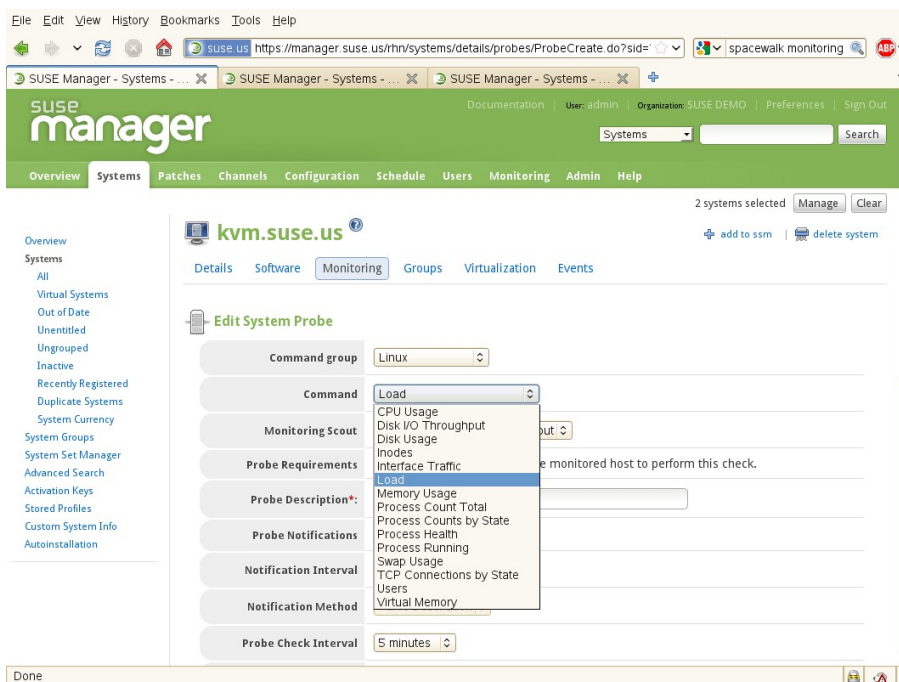 File Edit View History Bookmarks Tools Help
suse.us https://manager.suse.us/rhn/systems/details/probes/ProbeCreate.do?sid= spacewalk monitoring ABP
SUSE Manager - Systems - ... SUSE Manager - Systems - ... SUSE Manager - Systems - ...
suse manager
Documentation | User: admin | Organization: SUSE DEMO | Preferences | Sign Out
Systems Search
Overview Systems Patches Channels Configuration Schedule Users Monitoring Admin Help
2 systems selected Manage Clear
kvm.suse.us ?
add to ssm | delete system
Details Software Monitoring Groups Virtualization Events
Overview
Systems
All
Virtual Systems
Out of Date
Unentitled
Ungrouped
Inactive
Recently Registered
Duplicate Systems
System Currency
System Groups
System Set Manager
Advanced Search
Activation Keys
Stored Profiles
Custom System Info
Autoinstallation
Edit System Probe
Command group Linux
Command Load
CPU Usage
Disk I/O Throughput
Disk Usage
Inodes
Interface Traffic
Load
Memory Usage
Process Count Total
Process Counts by State
Process Health
Process Running
Swap Usage
TCP Connections by State
Users
Virtual Memory
Monitoring Scout
Probe Requirements monitored host to perform this check.
Probe Description*:
Probe Notifications
Notification Interval
Notification Method
Probe Check Interval 5 minutes
Done